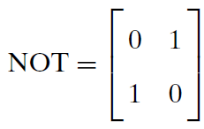 NOT = [ 0 1
1 0 ]